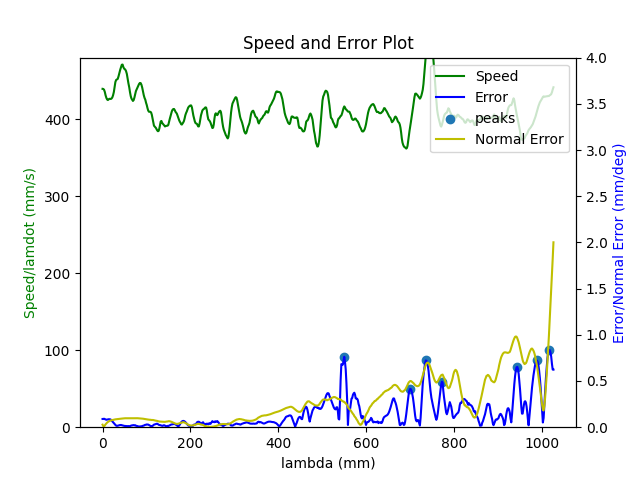 Speed and Error Plot
Speed
Error
peaks
Normal Error
4.0
3.5
3.0
2.5
2.0
1.5
1.0
0.5
0.0
400
300
200
100
0
Speed/lamdot (mm/s)
Error/Normal Error (mm/deg)
0 200 400 600 800 1000
lambda (mm)